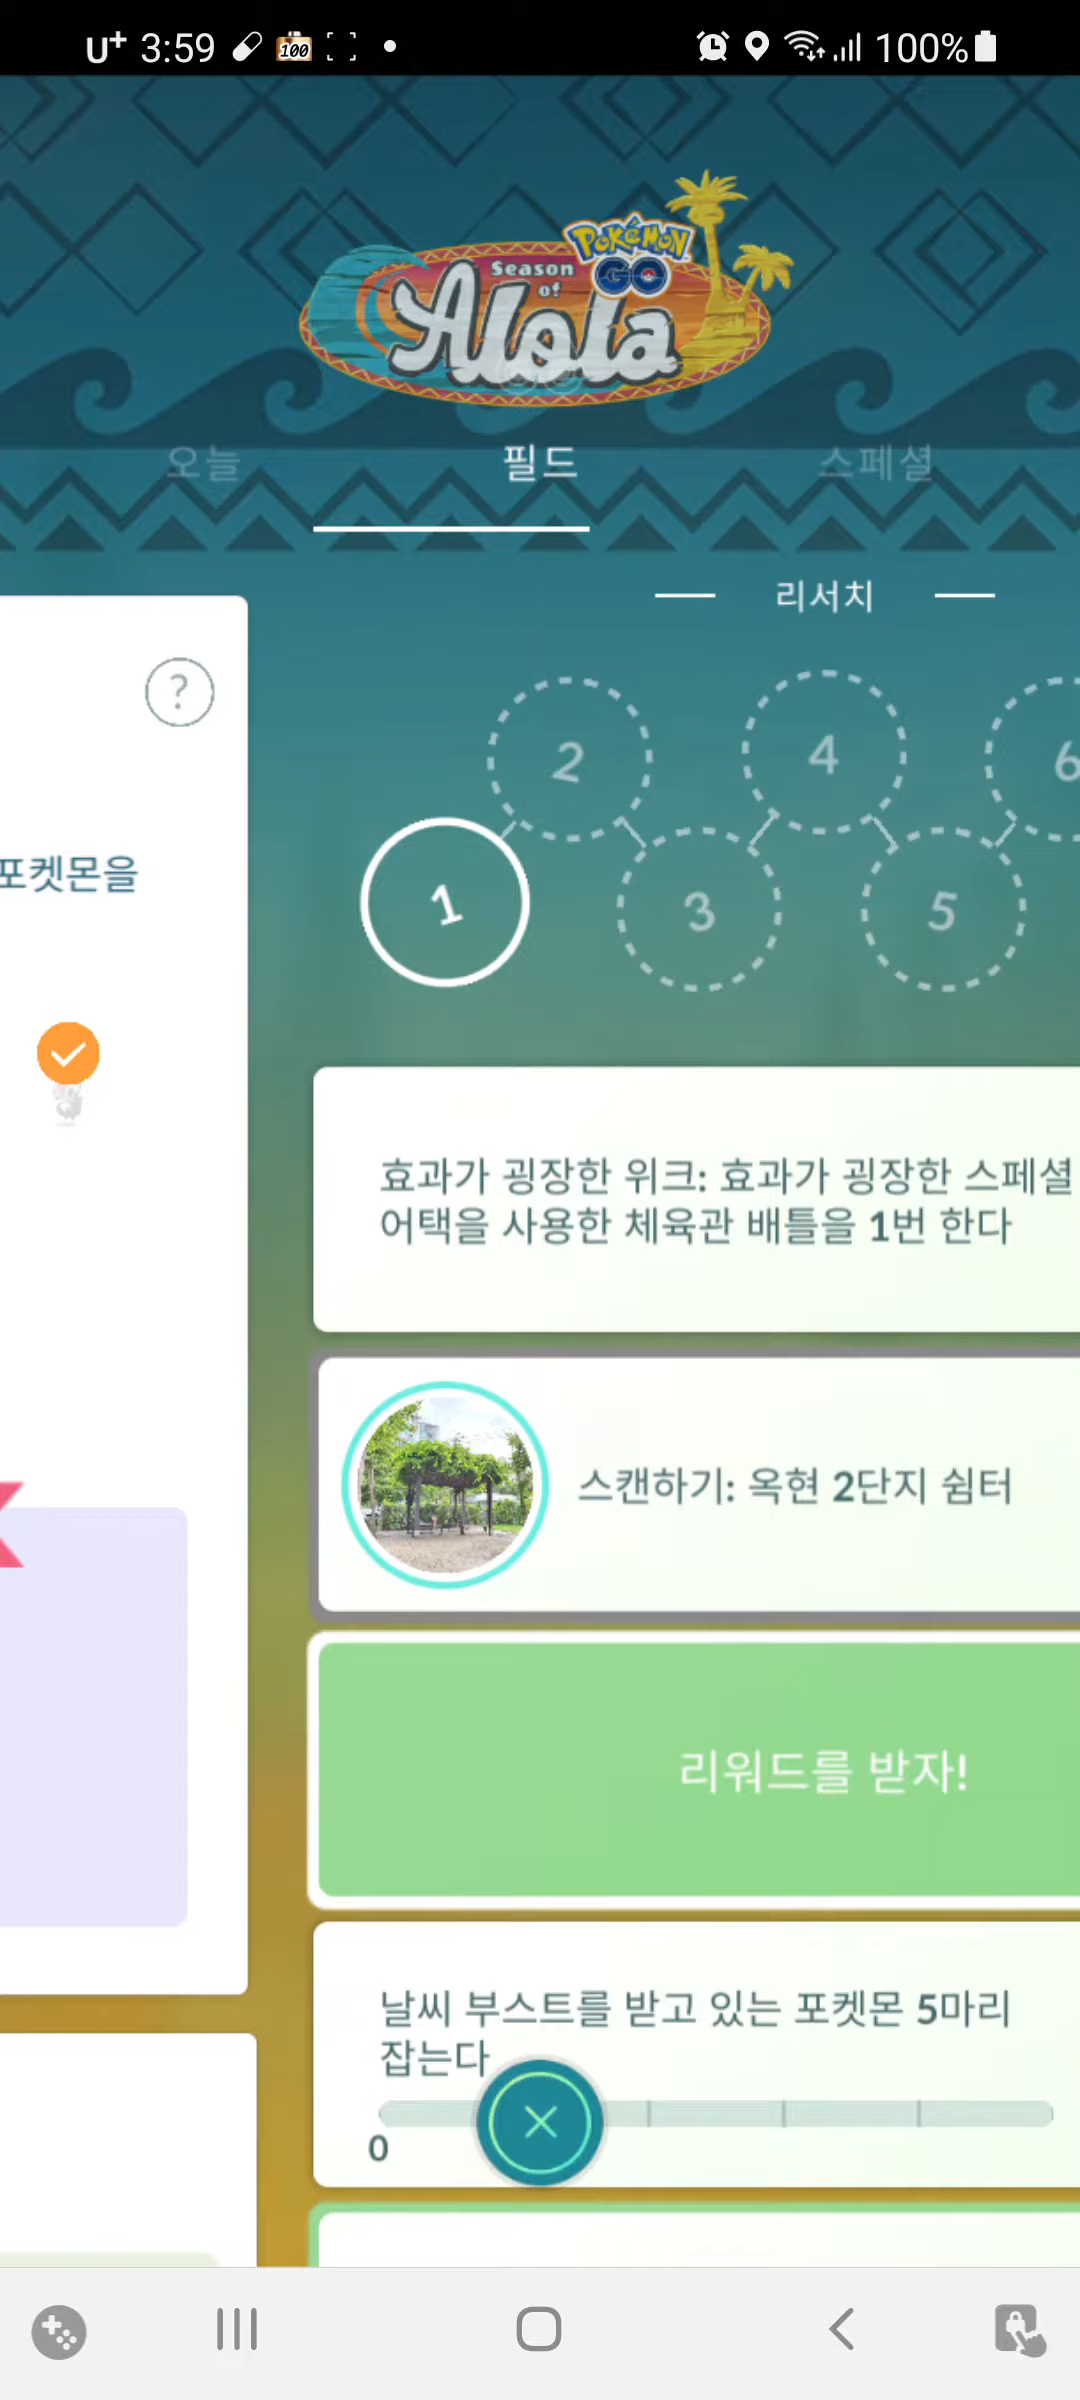 U+ 3:59 100 100%
POKÉMON
GO
Season
of
Alola
오늘 필드 스페셜
리서치
?
2 4 6
1 3 5
포켓몬을
효과가 굉장한 위크: 효과가 굉장한 스페셜
어택을 사용한 체육관 배틀을 1번 한다
스캔하기: 옥현 2단지 쉼터
리워드를 받자!
날씨 부스트를 받고 있는 포켓몬 5마리
잡는다
0